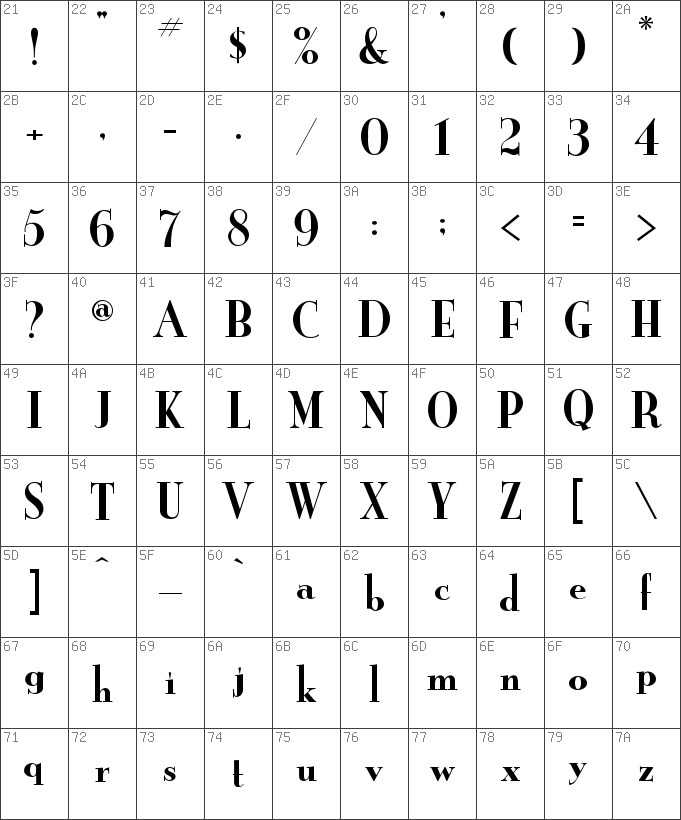 21 22 23 24 25 26 27 28 29 2A
! " # $ % & ' ( ) *
2B 2C 2D 2E 2F 30 31 32 33 34
+ , - . / 0 1 2 3 4
35 36 37 38 39 3A 3B 3C 3D 3E
5 6 7 8 9 : ; < = >
3F 40 41 42 43 44 45 46 47 48
? @ A B C D E F G H
49 4A 4B 4C 4D 4E 4F 50 51 52
I J K L M N O P Q R
53 54 55 56 57 58 59 5A 5B 5C
S T U V W X Y Z [ \
5D 5E 5F 60 61 62 63 64 65 66
] ^ _ ` a b c d e f
67 68 69 6A 6B 6C 6D 6E 6F 70
g h i j k l m n o p
71 72 73 74 75 76 77 78 79 7A
q r s t u v w x y z